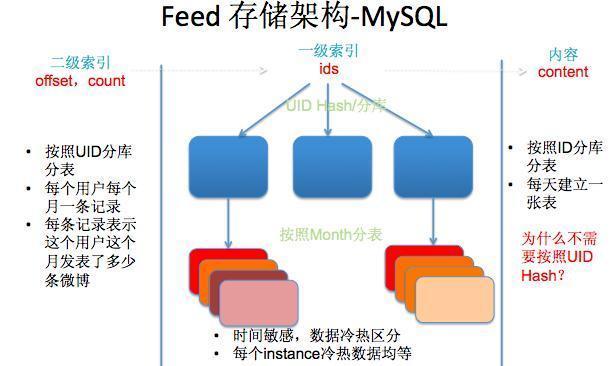 Feed 存储架构-MySQL
二级索引
offset，count
一级索引
ids
内容
content
UID Hash/分库
• 按照UID分库
分表
• 每个用户每个
月一条记录
• 每条记录表示
这个用户这个
月发表了多少
条微博
按照Month分表
• 时间敏感，数据冷热区分
• 每个instance冷热数据均等
• 按照ID分库
分表
• 每天建立一
张表
为什么不需
要按照UID
Hash？